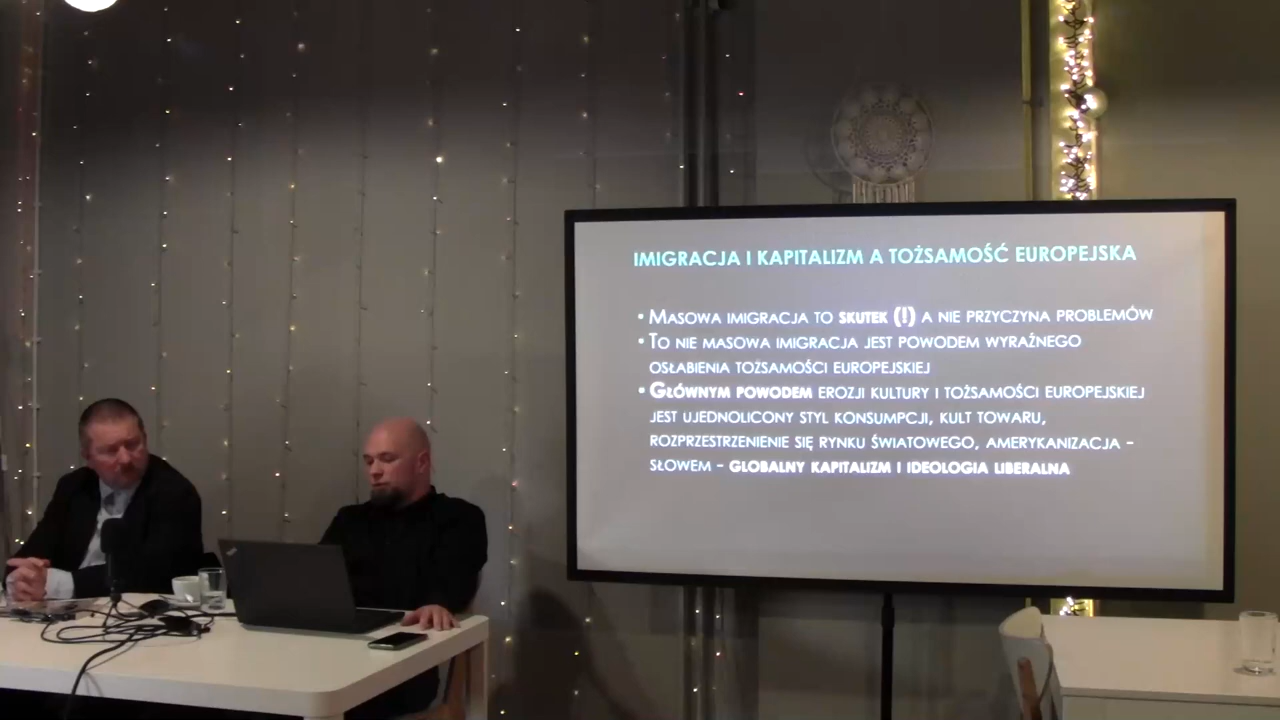 IMIGRACJA I KAPITALIZM A TOŻSAMOŚĆ EUROPEJSKA
• MASOWA IMIGRACJA TO SKUTEK (!) A NIE PRZYCZYNA PROBLEMÓW
• TO NIE MASOWA IMIGRACJA JEST POWODEM WYRAŹNEGO
OSŁABIENIA TOŻSAMOŚCI EUROPEJSKIEJ
• GŁÓWNYM POWODEM EROZJI KULTURY I TOŻSAMOŚCI EUROPEJSKIEJ
JEST UJEDNOLICONY STYL KONSUMPCJI, KULT TOWARU,
ROZPRZESTRZENIENIE SIĘ RYNKU ŚWIATOWEGO, AMERYKANIZACJA –
SŁOWEM – GLOBALNY KAPITALIZM I IDEOLOGIA LIBERALNA